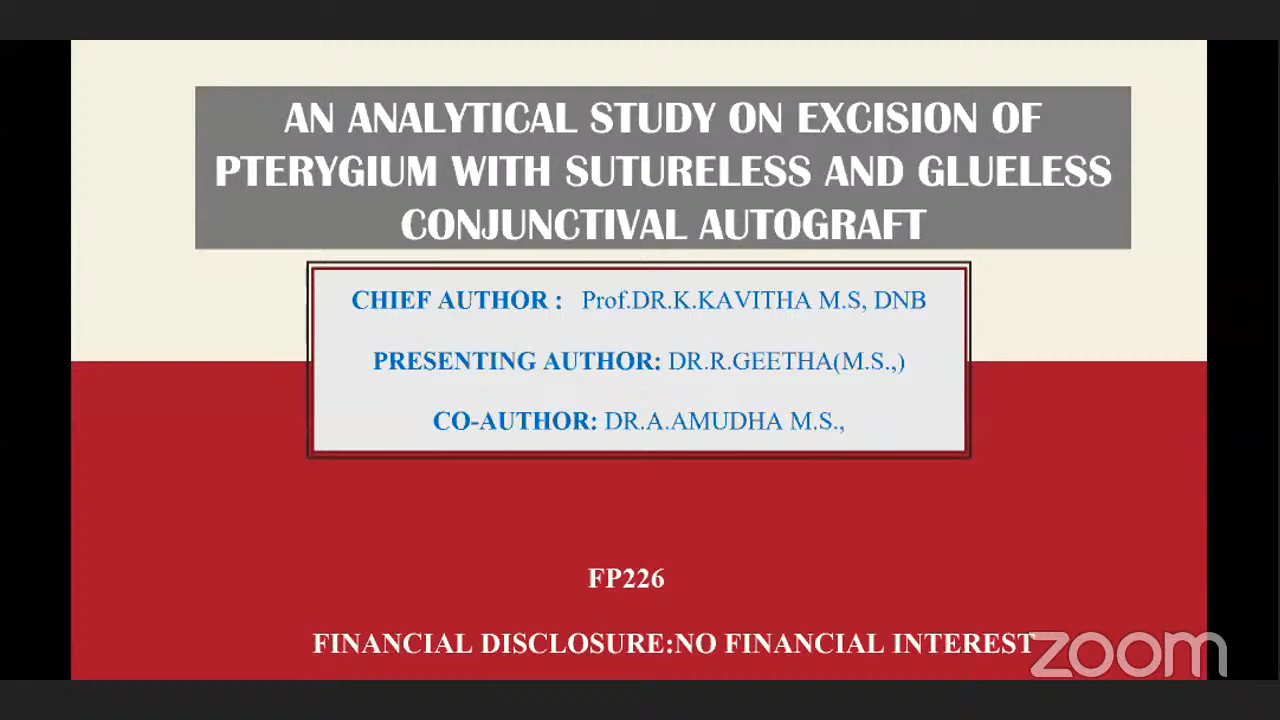 AN ANALYTICAL STUDY ON EXCISION OF
PTERYGIUM WITH SUTURELESS AND GLUELESS
CONJUNCTIVAL AUTOGRAFT
CHIEF AUTHOR : Prof.DR.K.KAVITHA M.S, DNB
PRESENTING AUTHOR: DR.R.GEETHA(M.S.,)
CO-AUTHOR: DR.A.AMUDHA M.S.,
FP226
FINANCIAL DISCLOSURE:NO FINANCIAL INTEREST
zoom